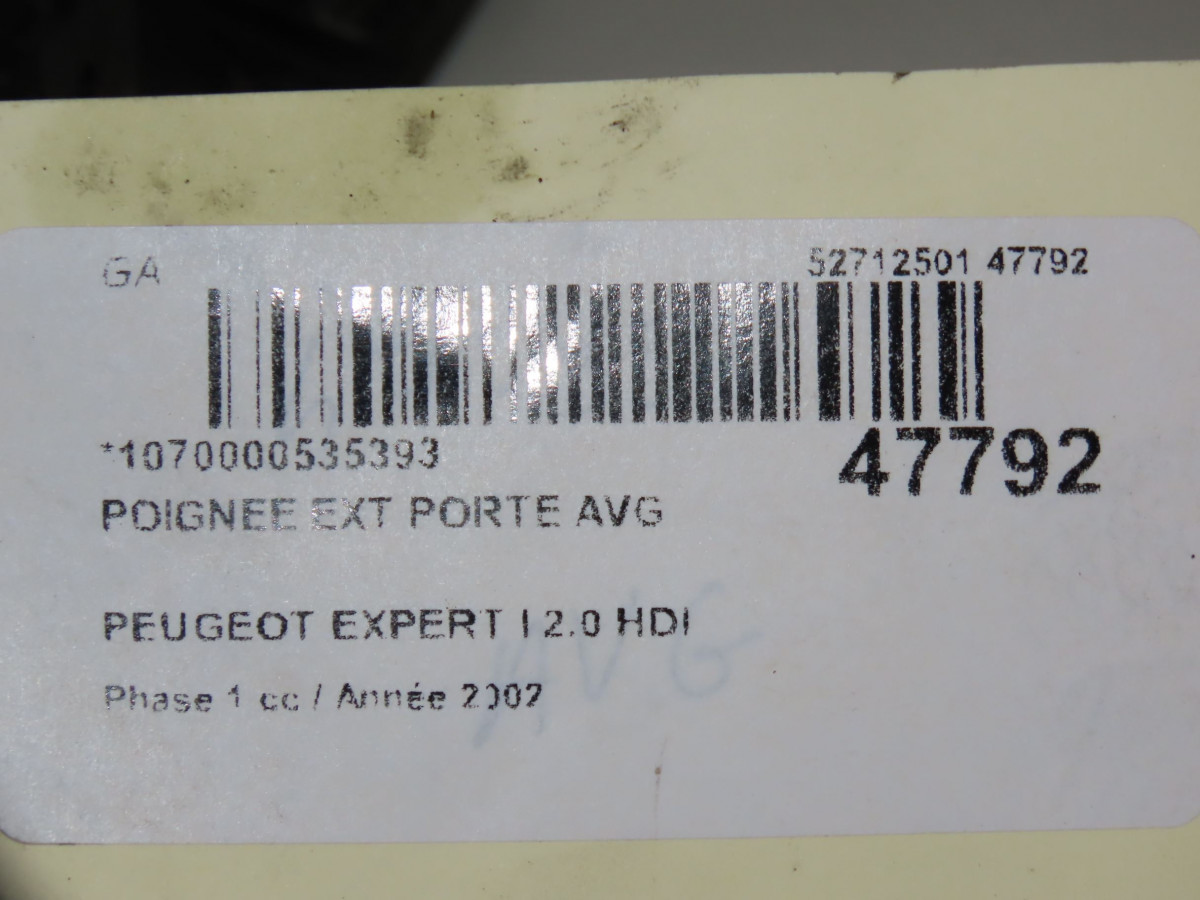 GA
52712501 47792
*1070000535393
47792
POIGNEE EXT PORTE AVG
PEUGEOT EXPERT I 2.0 HDI
Phase 1 cc / Année 2002
AVG